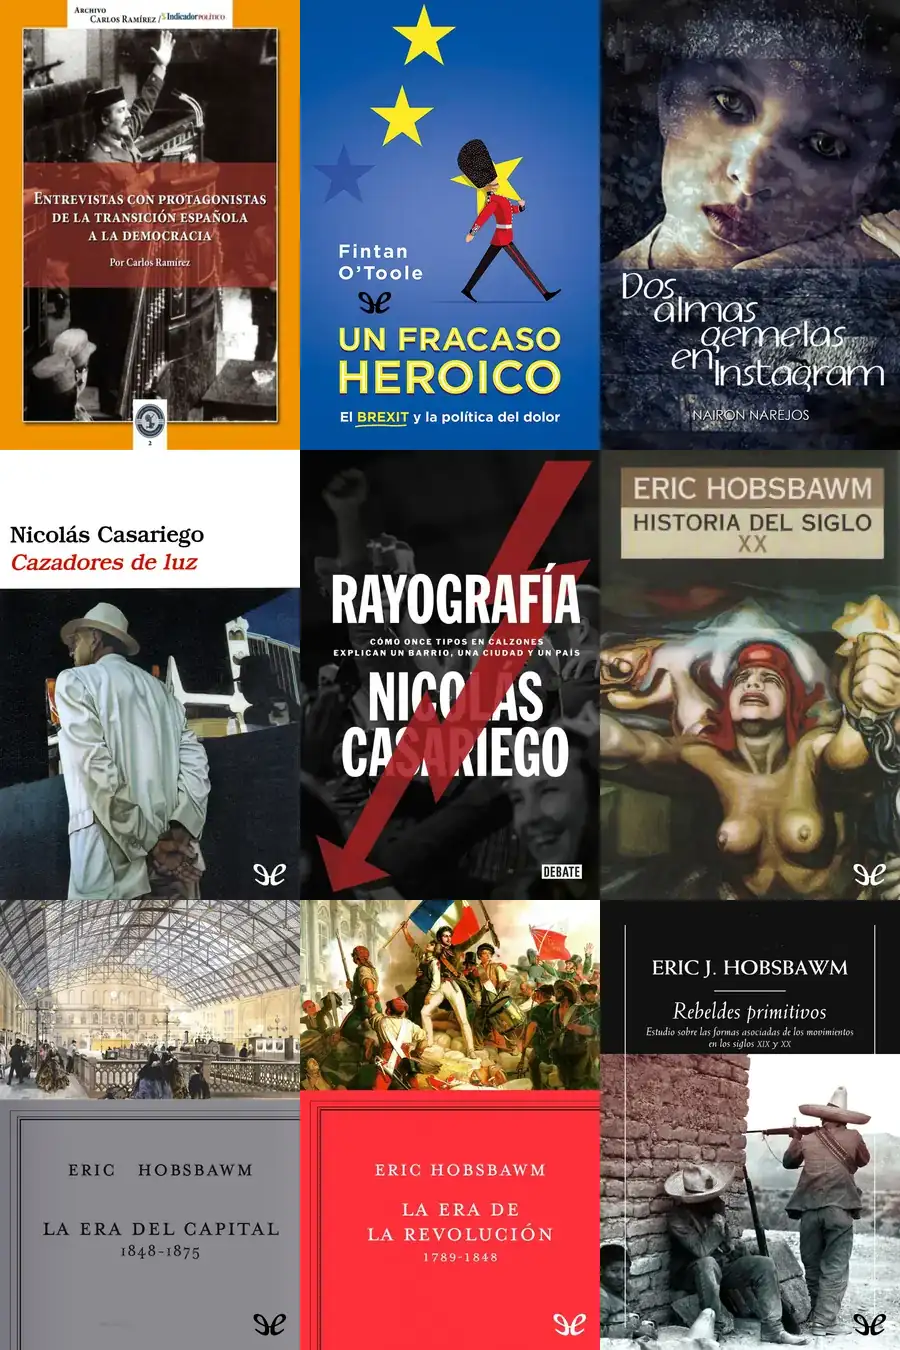 ARCHIVO
CARLOS RAMÍREZ / IndicadorPOLÍTICO
ENTREVISTAS CON PROTAGONISTAS
DE LA TRANSICIÓN ESPAÑOLA
A LA DEMOCRACIA
Por Carlos Ramírez
2
Fintan
O'Toole
UN FRACASO
HEROICO
El BREXIT y la política del dolor
Dos
almas
gemelas
en Instagram
NAIRON NAREJOS
Nicolás Casariego
Cazadores de luz
RAYOGRAFÍA
CÓMO ONCE TIPOS EN CALZONES
EXPLICAN UN BARRIO, UNA CIUDAD Y UN PAÍS
NICOLÁS
CASARIEGO
DEBATE
ERIC HOBSBAWM
HISTORIA DEL SIGLO
XX
ERIC HOBSBAWM
LA ERA DEL CAPITAL
1848-1875
ERIC HOBSBAWM
LA ERA DE
LA REVOLUCIÓN
1789-1848
ERIC J. HOBSBAWM
Rebeldes primitivos
Estudio sobre las formas asociadas de los movimientos
en los siglos XIX y XX